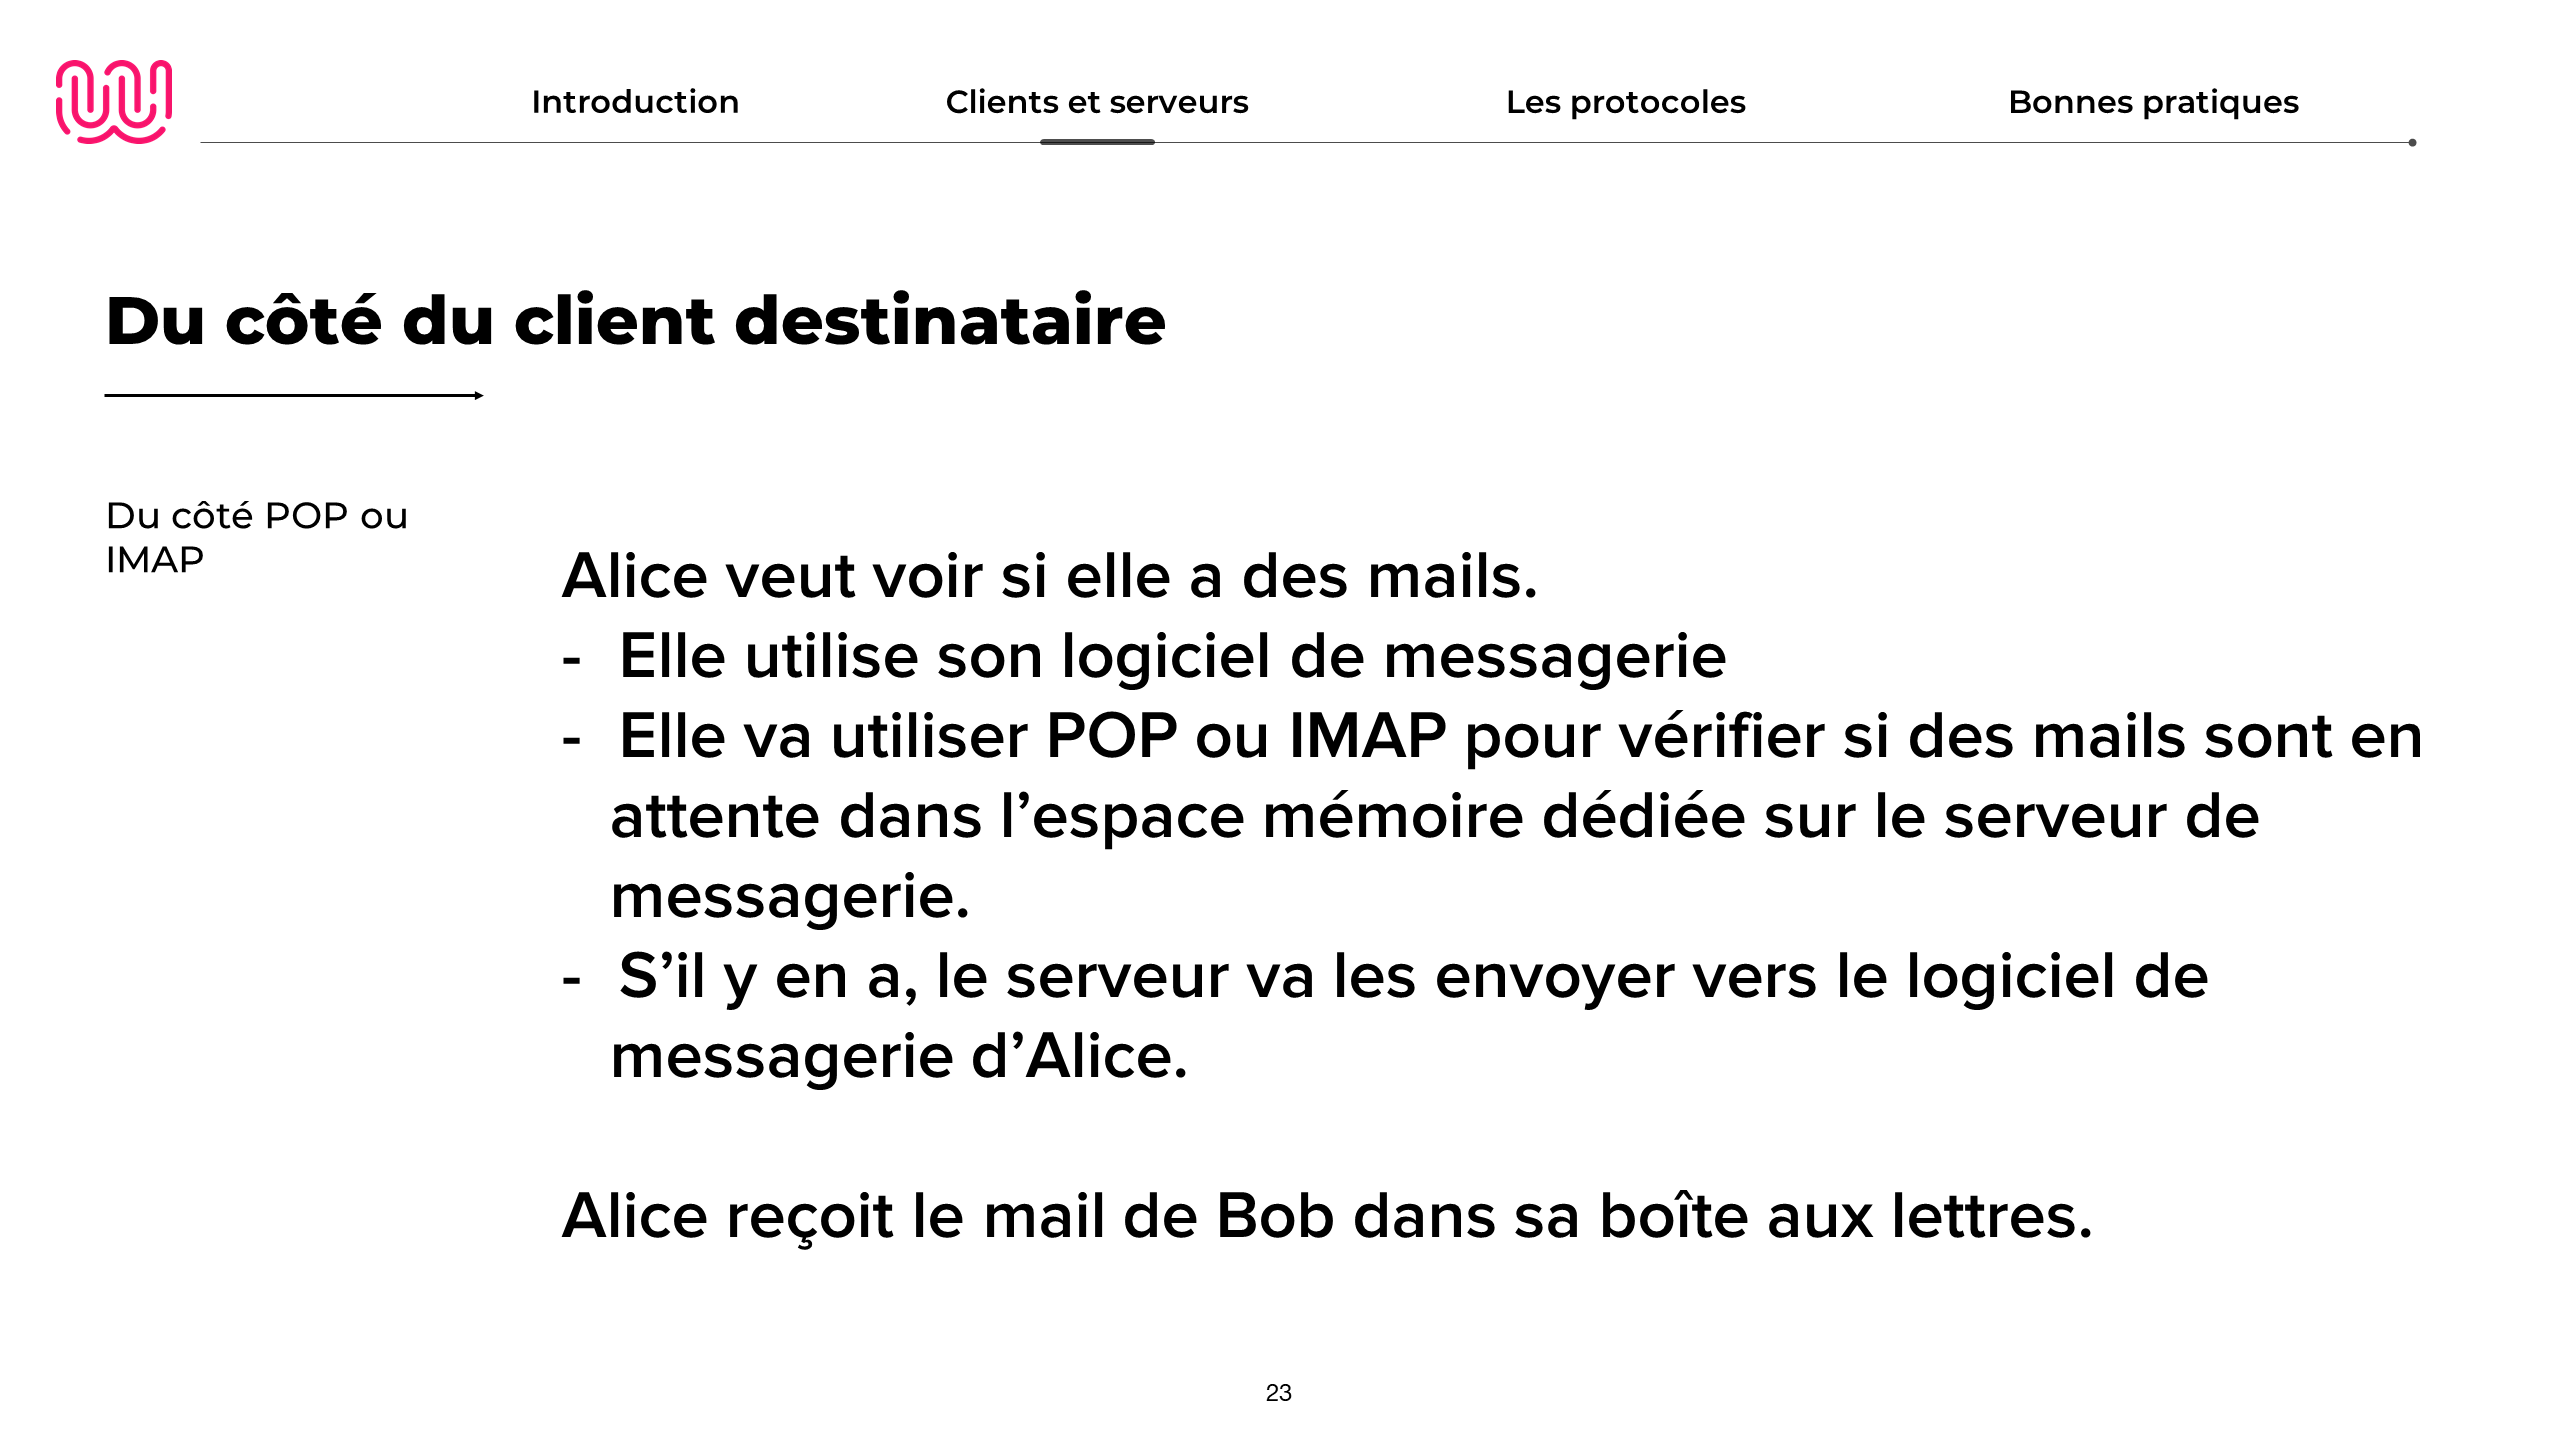 Introduction
Clients et serveurs
Les protocoles
Bonnes pratiques
Du côté du client destinataire
Du côté POP ou
IMAP
Alice veut voir si elle a des mails.
- Elle utilise son logiciel de messagerie
- Elle va utiliser POP ou IMAP pour vérifier si des mails sont en
attente dans l’espace mémoire dédiée sur le serveur de
messagerie.
- S’il y en a, le serveur va les envoyer vers le logiciel de
messagerie d’Alice.
Alice reçoit le mail de Bob dans sa boîte aux lettres.
23